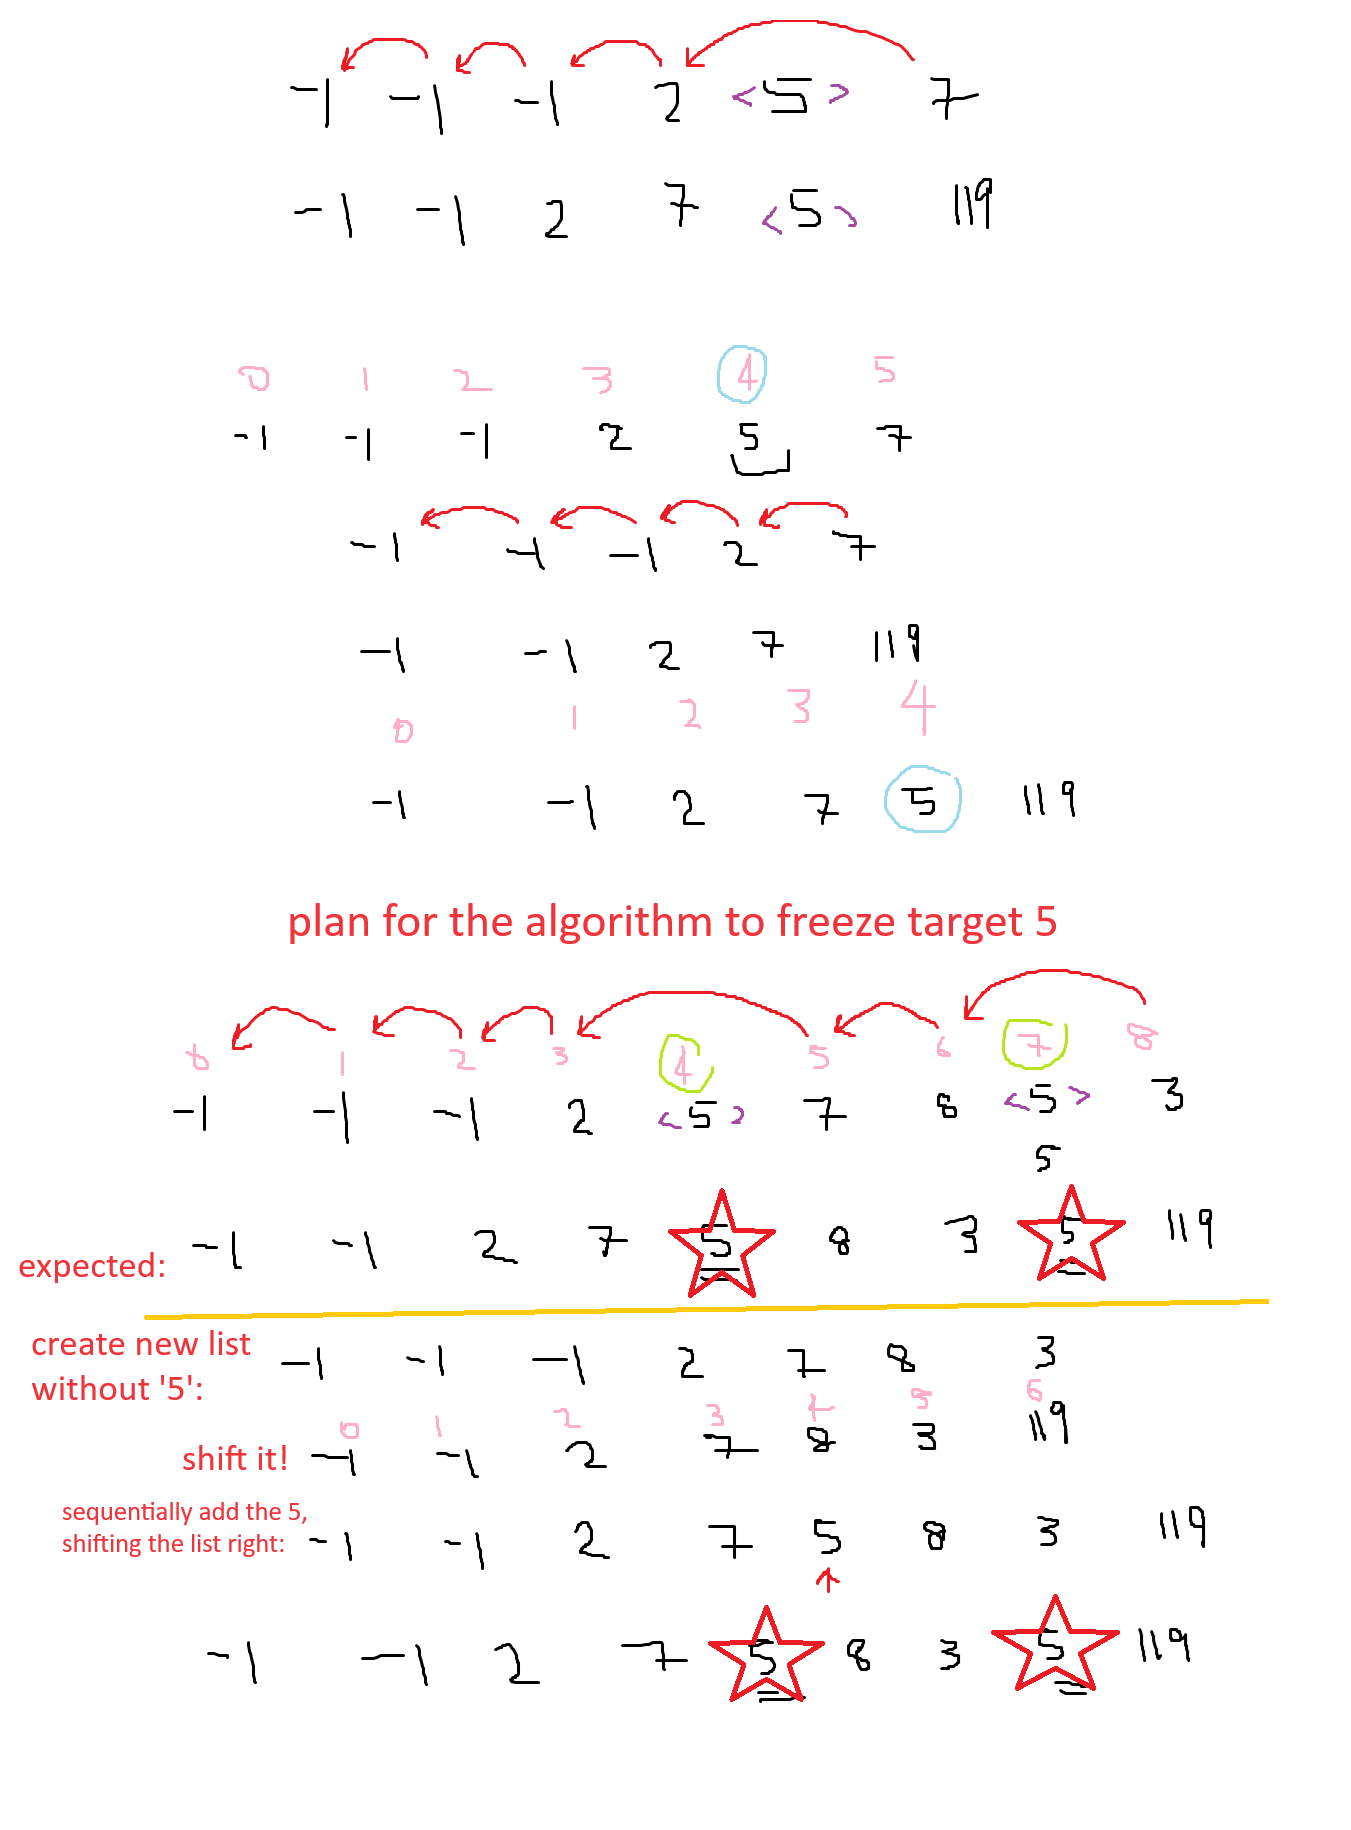 -1 -1 -1 2 <5> 7
-1 -1 2 7 <5> 119
0 1 2 3 4 5
-1 -1 -1 2 5 7
-1 -1 -1 2 7
-1 -1 2 7 119
0 1 2 3 4
-1 -1 2 7 5 119
plan for the algorithm to freeze target 5
0 1 2 3 4 5 6 7 8
-1 -1 -1 2 <5> 7 8 <5> 3
5
expected: -1 -1 2 7 5 8 3 5 119
create new list
without '5': -1 -1 -1 2 7 8 3
0 1 2 3 4 5 6
shift it! -1 -1 2 7 8 3 119
sequentially add the 5,
shifting the list right: -1 -1 2 7 5 8 3 119
-1 -1 2 7 5 8 3 5 119